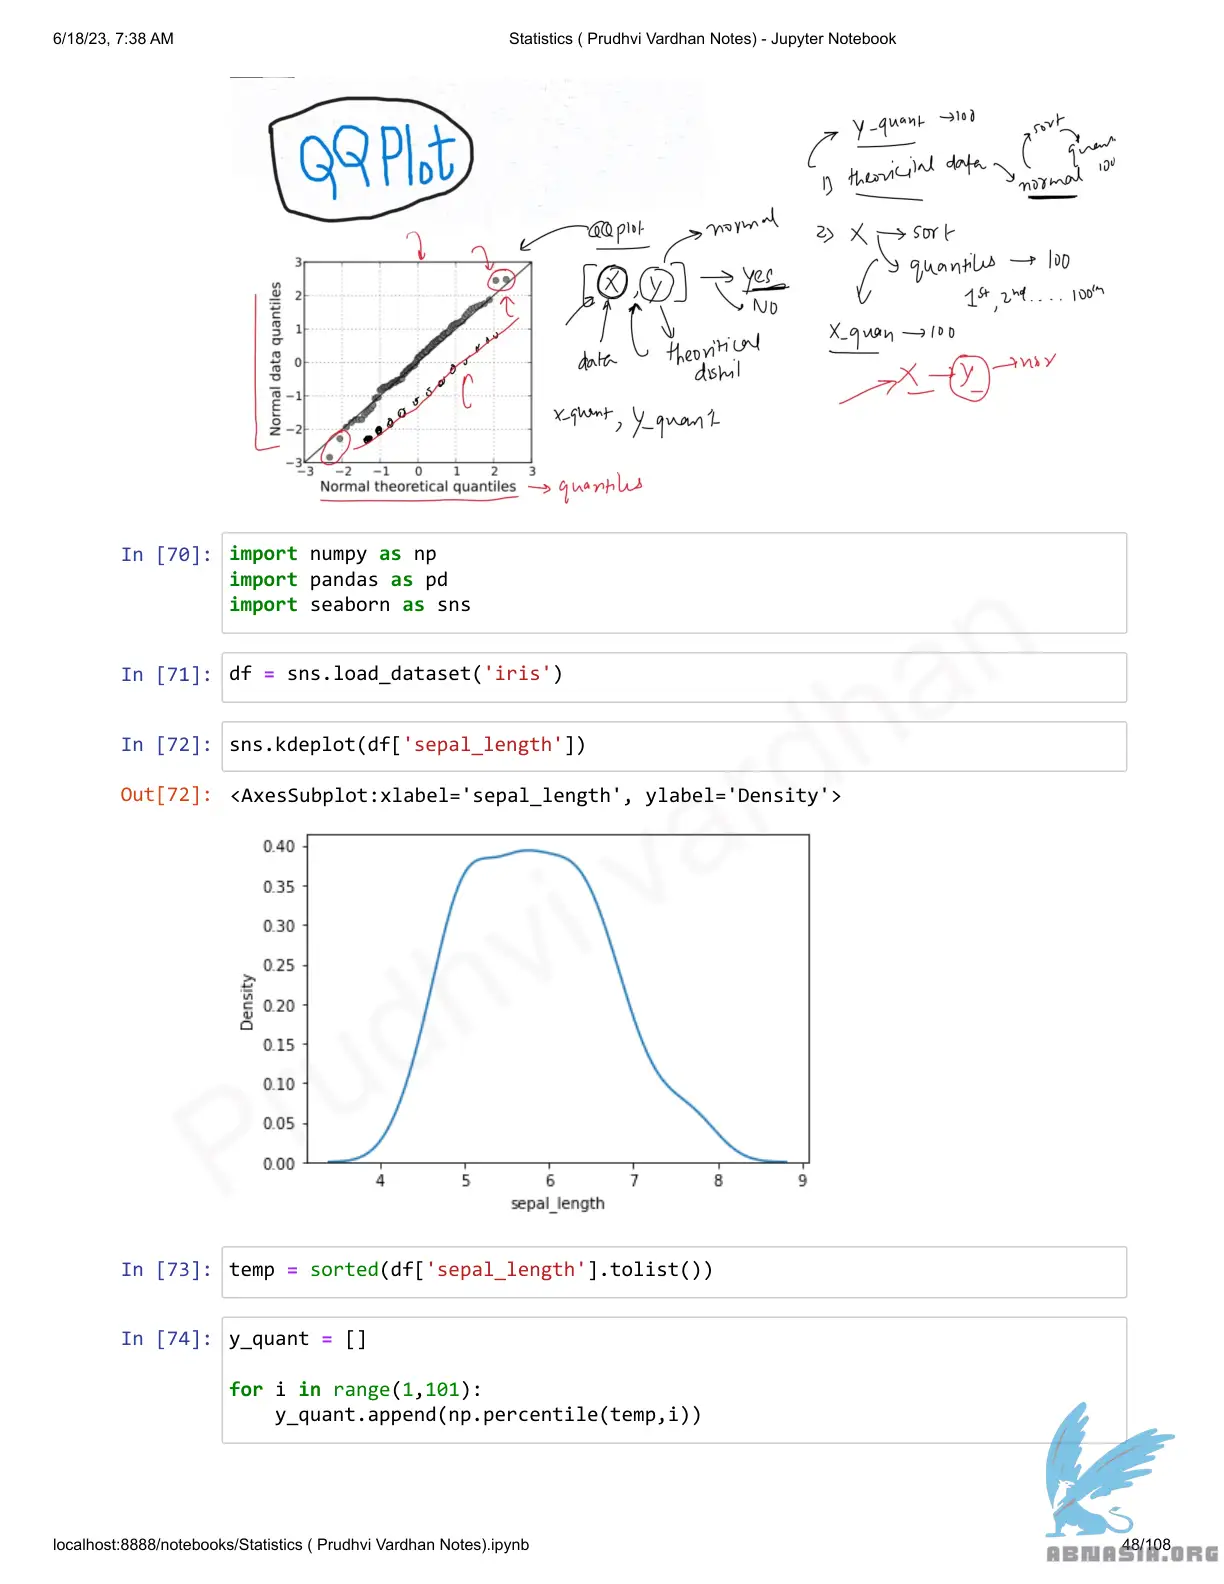 6/18/23, 7:38 AM
Statistics ( Prudhvi Vardhan Notes) - Jupyter Notebook
QQ Plot
Y_quant → 100
1) data
normal
sort
100
QQ plot
[X, Y] → yes
NO
normal
data
2) X → sort
quantiles → 100
1st, 2nd .... 100th
X_quan → 100
X → Y → nor
x_quant, y_quant
3
2
1
0
−1
−2
−3
−3 −2 −1 0 1 2 3
Normal data quantiles
Normal theoretical quantiles → quantiles
In [70]: import numpy as np
import pandas as pd
import seaborn as sns
In [71]: df = sns.load_dataset('iris')
In [72]: sns.kdeplot(df['sepal_length'])
Out[72]: <AxesSubplot:xlabel='sepal_length', ylabel='Density'>
0.40
0.35
0.30
0.25
0.20
0.15
0.10
0.05
0.00
Density
4 5 6 7 8 9
sepal_length
Prudhvi vardhan
In [73]: temp = sorted(df['sepal_length'].tolist())
In [74]: y_quant = []
for i in range(1,101):
y_quant.append(np.percentile(temp,i))
localhost:8888/notebooks/Statistics ( Prudhvi Vardhan Notes).ipynb
48/108
ABNASIA.ORG